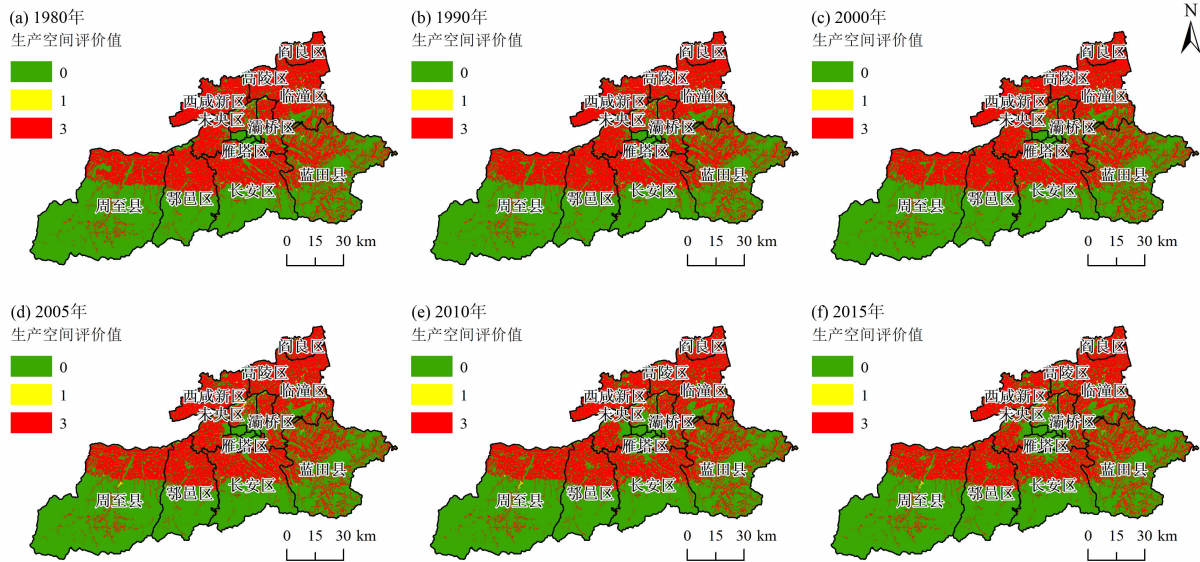 (a) 1980年
生产空间评价值
0
1
3
阎良区
高陵区
临潼区
西咸新区
未央区
灞桥区
雁塔区
蓝田县
长安区
鄠邑区
周至县
0 15 30 km
(b) 1990年
生产空间评价值
0
1
3
阎良区
高陵区
临潼区
西咸新区
未央区
灞桥区
雁塔区
蓝田县
长安区
鄠邑区
周至县
0 15 30 km
(c) 2000年
生产空间评价值
0
1
3
阎良区
高陵区
临潼区
西咸新区
未央区
灞桥区
雁塔区
蓝田县
长安区
鄠邑区
周至县
0 15 30 km
N
(d) 2005年
生产空间评价值
0
1
3
阎良区
高陵区
临潼区
西咸新区
未央区
灞桥区
雁塔区
蓝田县
长安区
鄠邑区
周至县
0 15 30 km
(e) 2010年
生产空间评价值
0
1
3
阎良区
高陵区
临潼区
西咸新区
未央区
灞桥区
雁塔区
蓝田县
长安区
鄠邑区
周至县
0 15 30 km
(f) 2015年
生产空间评价值
0
1
3
阎良区
高陵区
临潼区
西咸新区
未央区
灞桥区
雁塔区
蓝田县
长安区
鄠邑区
周至县
0 15 30 km